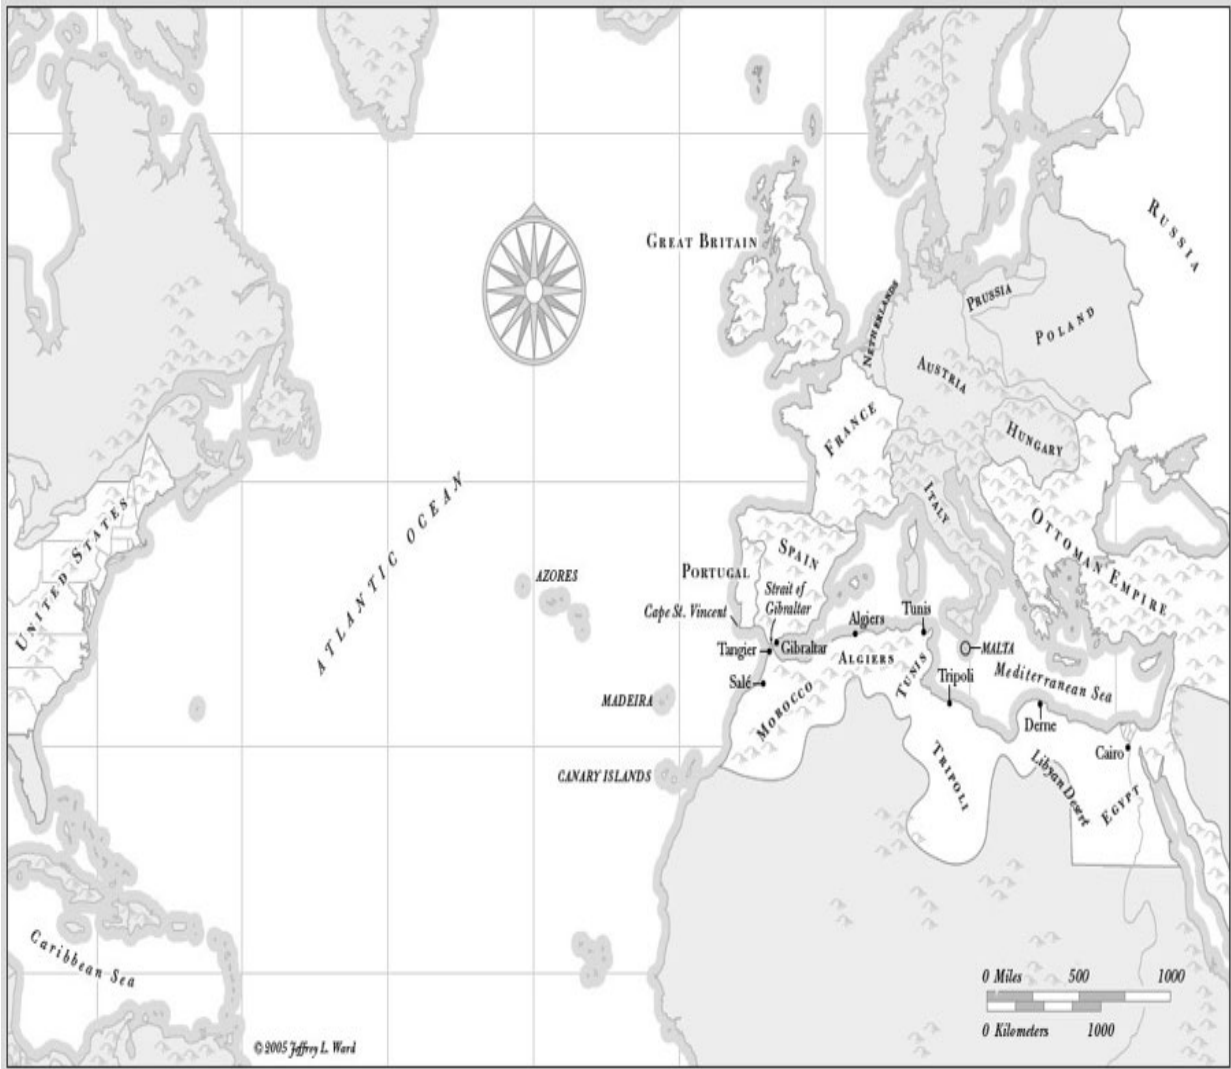 RUSSIA
GREAT BRITAIN
NETHERLANDS
PRUSSIA
POLAND
AUSTRIA
FRANCE
HUNGARY
ITALY
UNITED STATES
ATLANTIC OCEAN
OTTOMAN EMPIRE
SPAIN
PORTUGAL
AZORES
Strait of
Gibraltar
Cape St. Vincent
Algiers
Tunis
Tangier
Gibraltar
ALGIERS
MALTA
TUNIS
Salé
Tripoli
Mediterranean Sea
MADEIRA
MOROCCO
Derne
Cairo
CANARY ISLANDS
TRIPOLI
Libyan Desert
EGYPT
Caribbean Sea
0 Miles 500 1000
0 Kilometers 1000
© 2005 Jeffrey L. Ward